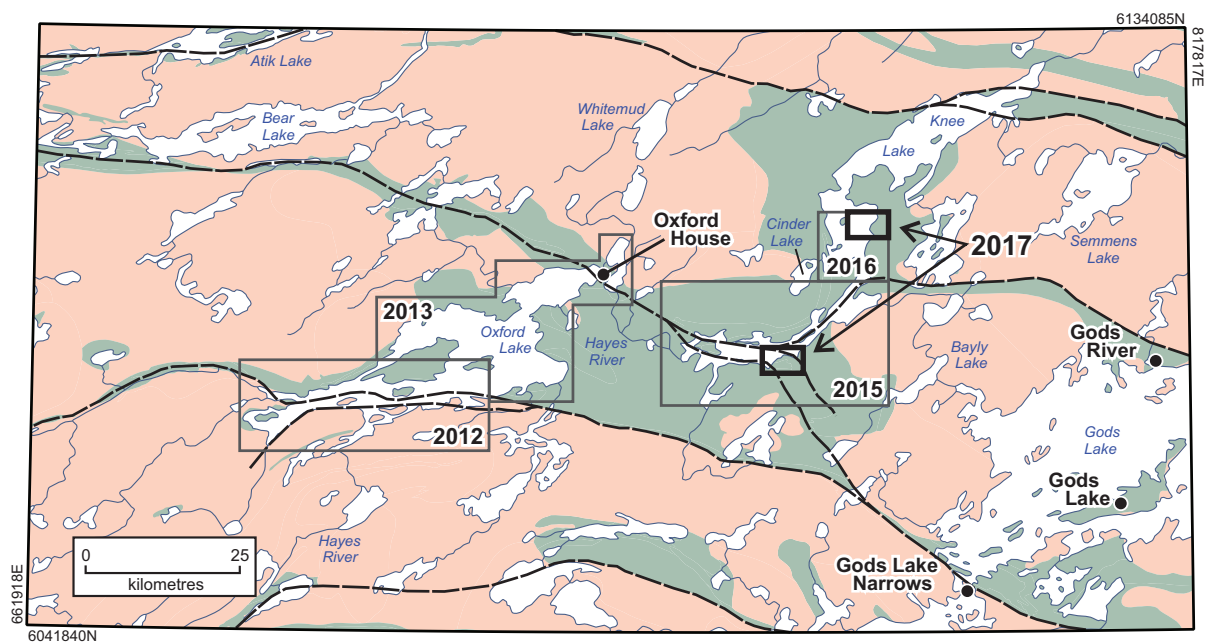 6134085N
817817E
Atik Lake
Bear
Lake
Whitemud
Lake
Knee
Lake
Oxford
House
Cinder
Lake
2017
Semmens
Lake
2016
2013
Oxford
Lake
Hayes
River
Bayly
Lake
Gods
River
2015
2012
Gods
Lake
Gods
Lake
Hayes
River
0 25
kilometres
Gods Lake
Narrows
661918E
6041840N